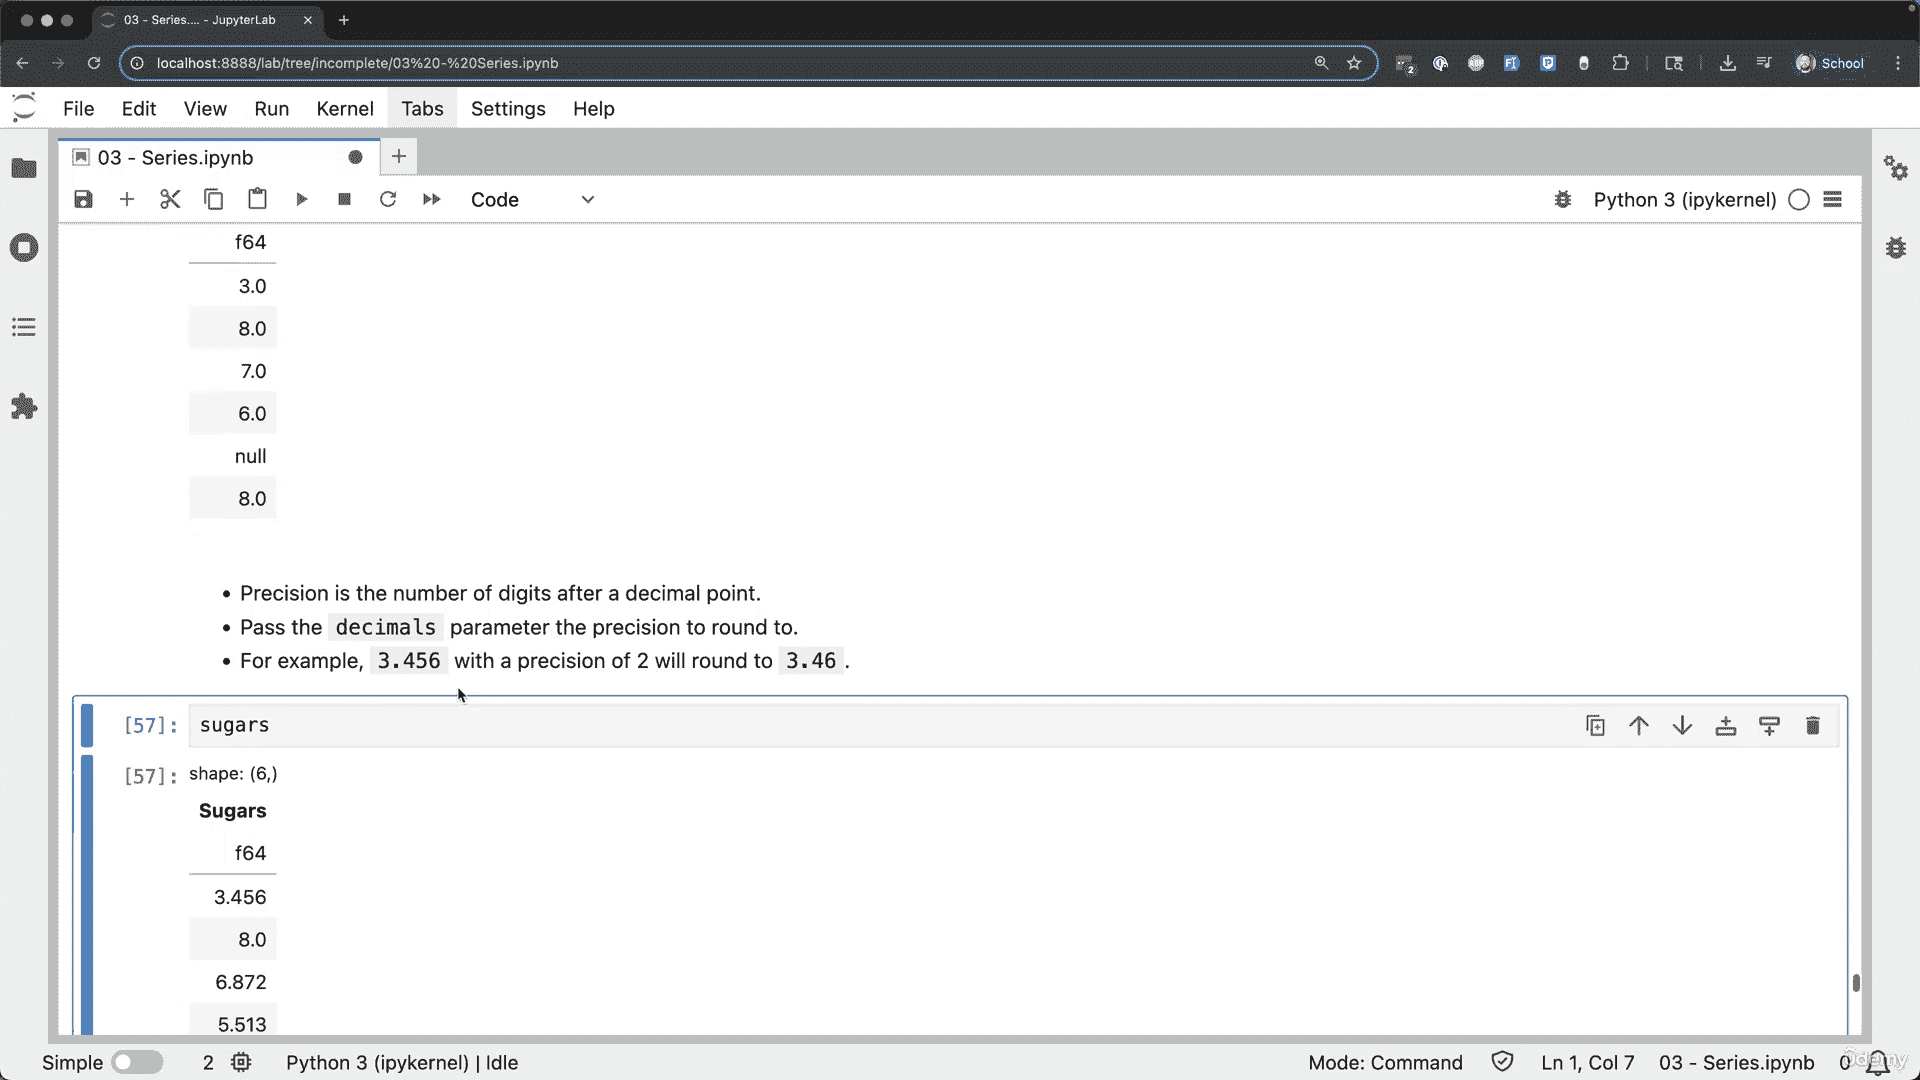 03 - Series.... - JupyterLab
localhost:8888/lab/tree/incomplete/03%20-%20Series.ipynb
2
ABP
School
File Edit View Run Kernel Tabs Settings Help
03 - Series.ipynb
Code
Python 3 (ipykernel)
f64
3.0
8.0
7.0
6.0
null
8.0
• Precision is the number of digits after a decimal point.
• Pass the decimals parameter the precision to round to.
• For example, 3.456 with a precision of 2 will round to 3.46 .
[57]: sugars
[57]: shape: (6,)
Sugars
f64
3.456
8.0
6.872
5.513
Simple 2 Python 3 (ipykernel) | Idle Mode: Command Ln 1, Col 7 03 - Series.ipynb 0